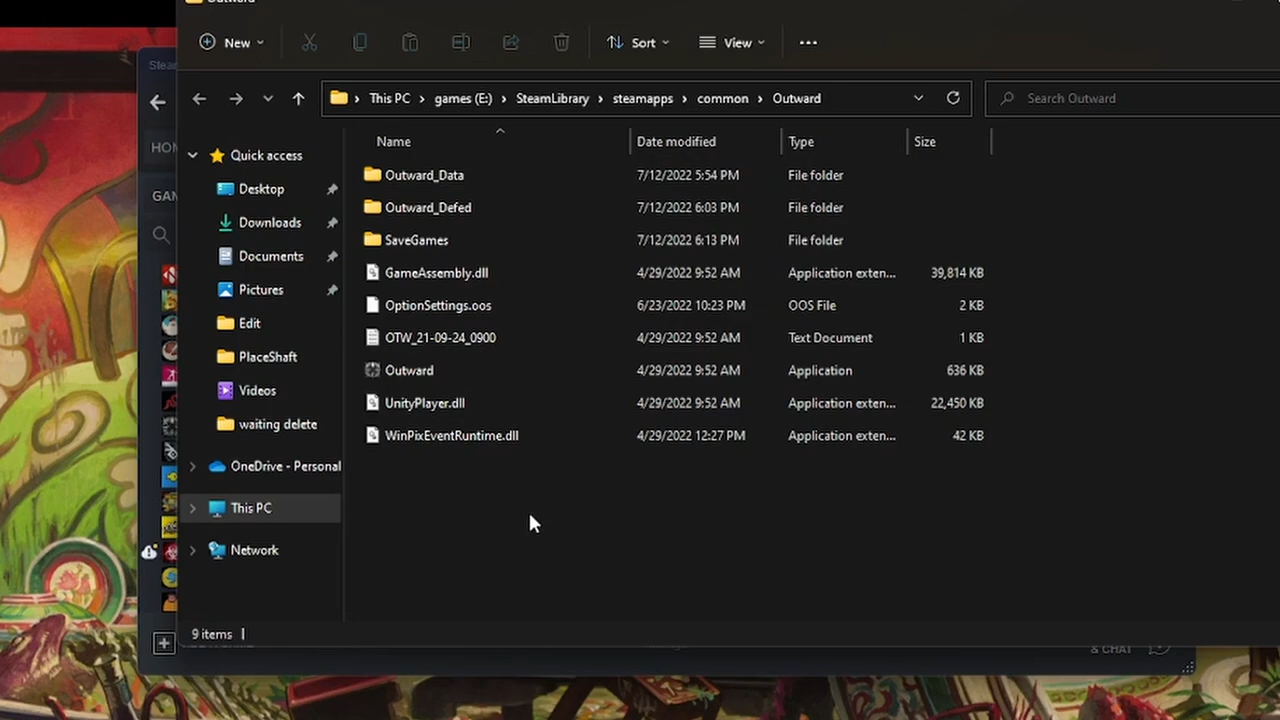 Outward
New
Sort
View
Steam
This PC > games (E:) > SteamLibrary > steamapps > common > Outward
Search Outward
HOM
GAM
Name Date modified Type Size
Quick access
Desktop
Downloads
Documents
Pictures
Edit
PlaceShaft
Videos
waiting delete
OneDrive - Personal
This PC
Network
Outward_Data 7/12/2022 5:54 PM File folder
Outward_Defed 7/12/2022 6:03 PM File folder
SaveGames 7/12/2022 6:13 PM File folder
GameAssembly.dll 4/29/2022 9:52 AM Application exten... 39,814 KB
OptionSettings.oos 6/23/2022 10:23 PM OOS File 2 KB
OTW_21-09-24_0900 4/29/2022 9:52 AM Text Document 1 KB
Outward 4/29/2022 9:52 AM Application 636 KB
UnityPlayer.dll 4/29/2022 9:52 AM Application exten... 22,450 KB
WinPixEventRuntime.dll 4/29/2022 12:27 PM Application exten... 42 KB
9 items
& CHAT